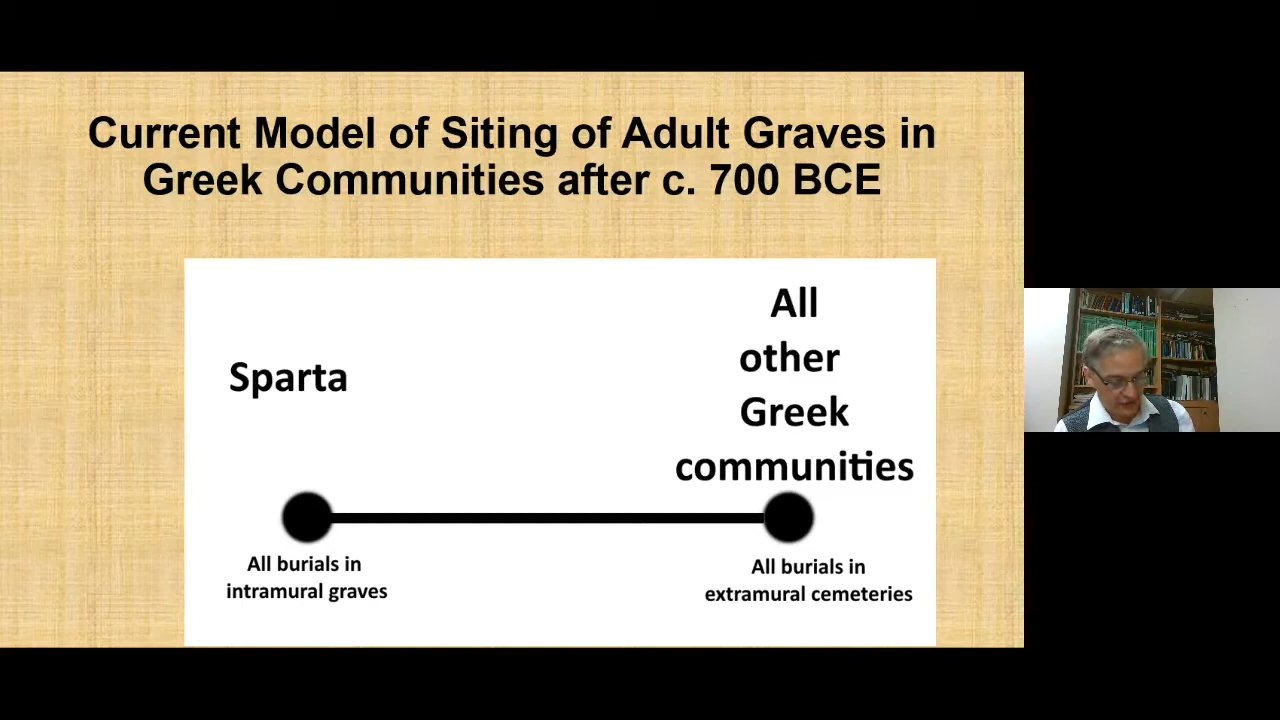 Current Model of Siting of Adult Graves in
Greek Communities after c. 700 BCE
Sparta
All
other
Greek
communities
All burials in
intramural graves
All burials in
extramural cemeteries